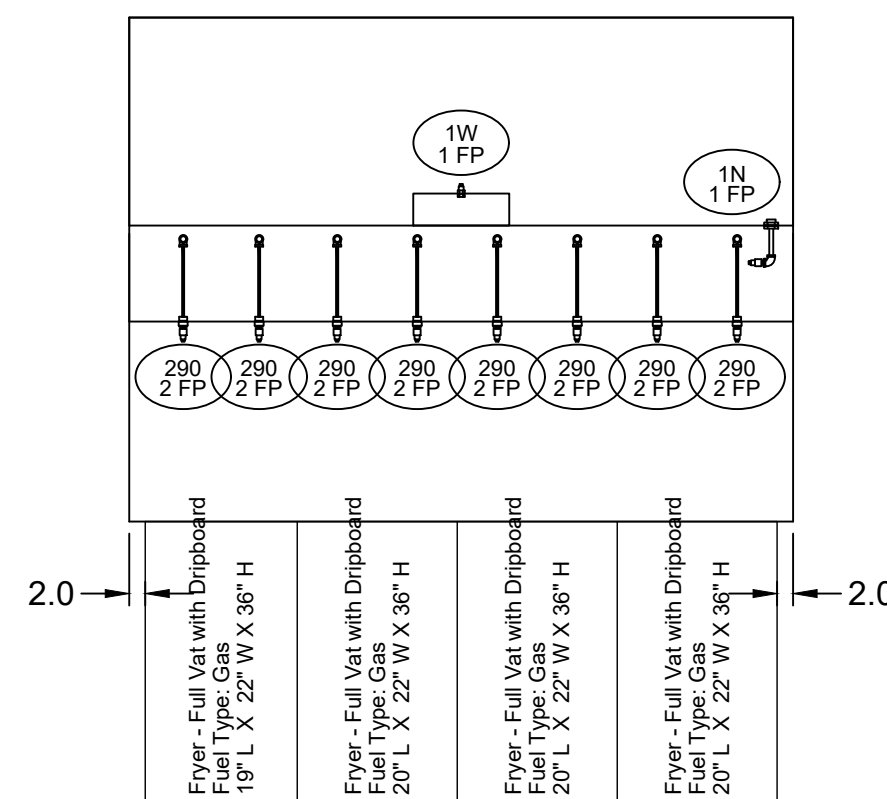 1W
1 FP
1N
1 FP
290
2 FP
290
2 FP
290
2 FP
290
2 FP
290
2 FP
290
2 FP
290
2 FP
290
2 FP
2.0
Fryer - Full Vat with Dripboard
Fuel Type: Gas
19" L X 22" W X 36" H
Fryer - Full Vat with Dripboard
Fuel Type: Gas
20" L X 22" W X 36" H
Fryer - Full Vat with Dripboard
Fuel Type: Gas
20" L X 22" W X 36" H
Fryer - Full Vat with Dripboard
Fuel Type: Gas
20" L X 22" W X 36" H
2.0